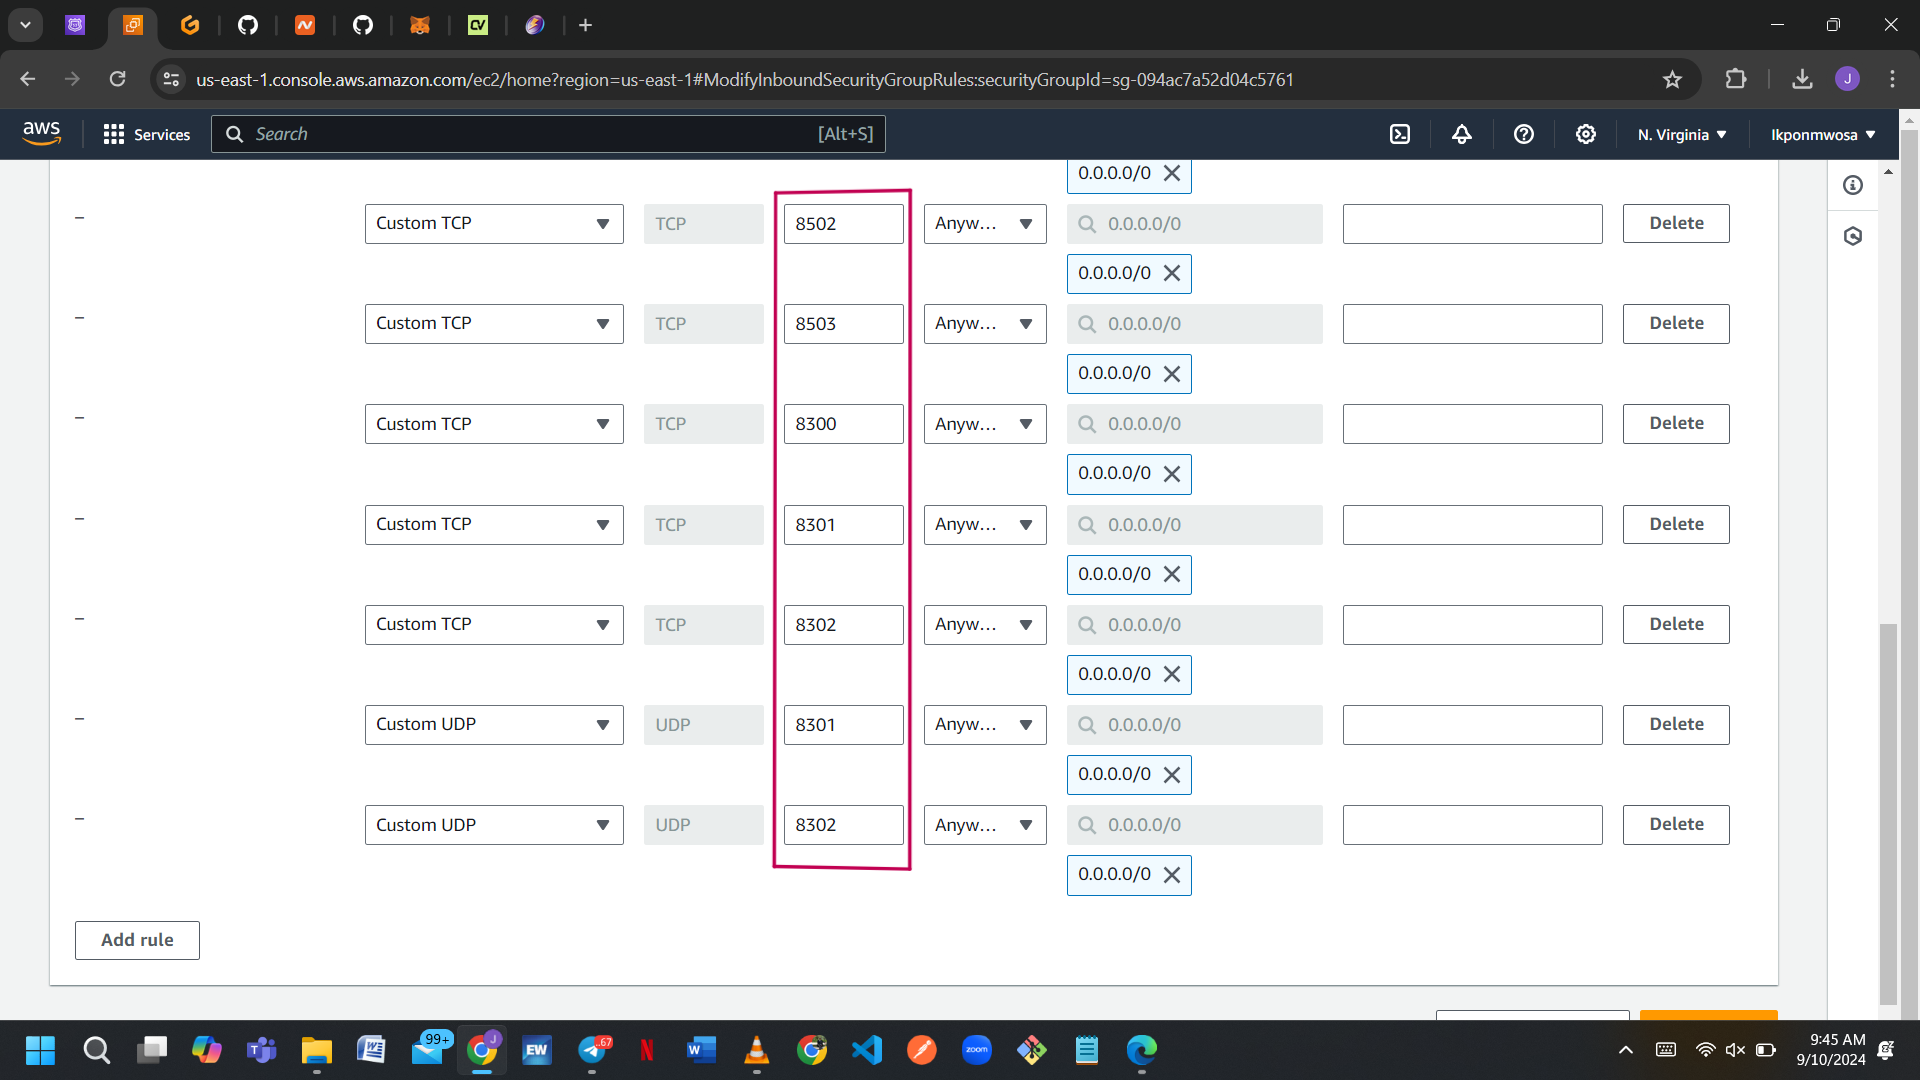 us-east-1.console.aws.amazon.com/ec2/home?region=us-east-1#ModifyInboundSecurityGroupRules:securityGroupId=sg-094ac7a52d04c5761
J
aws Services Search [Alt+S] N. Virginia Ikponmwosa
0.0.0.0/0
– Custom TCP TCP 8502 Anyw... 0.0.0.0/0 Delete
0.0.0.0/0
– Custom TCP TCP 8503 Anyw... 0.0.0.0/0 Delete
0.0.0.0/0
– Custom TCP TCP 8300 Anyw... 0.0.0.0/0 Delete
0.0.0.0/0
– Custom TCP TCP 8301 Anyw... 0.0.0.0/0 Delete
0.0.0.0/0
– Custom TCP TCP 8302 Anyw... 0.0.0.0/0 Delete
0.0.0.0/0
– Custom UDP UDP 8301 Anyw... 0.0.0.0/0 Delete
0.0.0.0/0
– Custom UDP UDP 8302 Anyw... 0.0.0.0/0 Delete
0.0.0.0/0
Add rule
99+ J EW .67 N W zoom
9:45 AM
9/10/2024